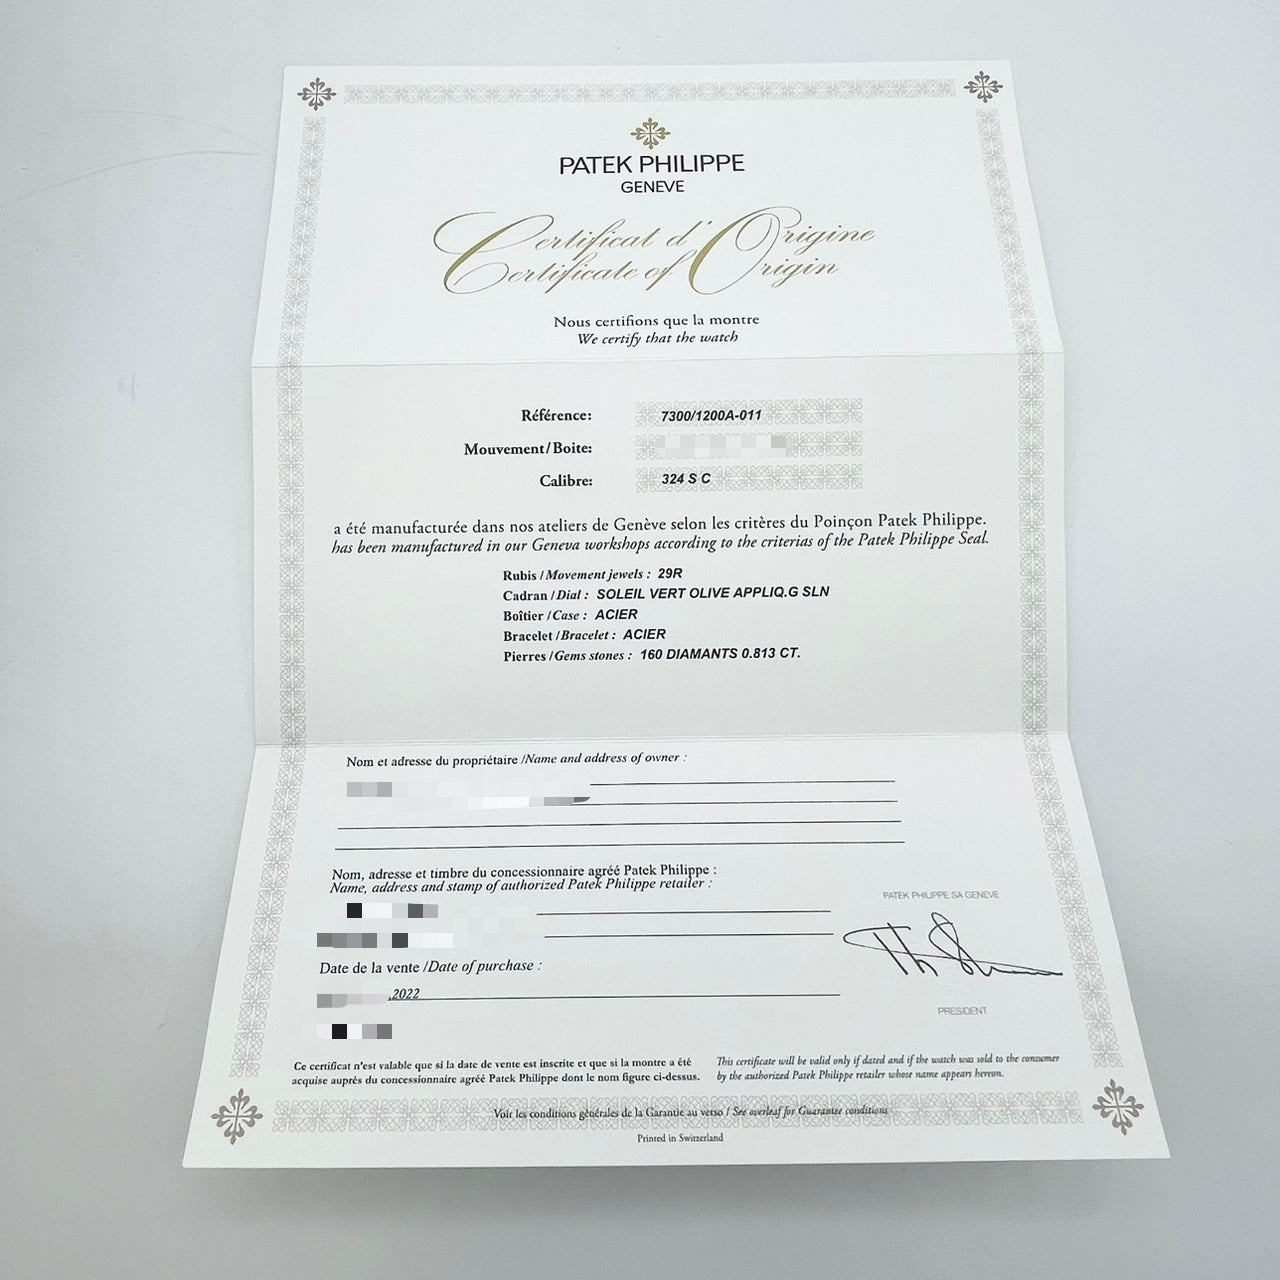 PATEK PHILIPPE
GENEVE
Certificat d'Origine
Certificate of Origin
Nous certifions que la montre
We certify that the watch
Référence: 7300/1200A-011
Mouvement/Boite:
Calibre: 324 S C
a été manufacturée dans nos ateliers de Genève selon les critères du Poinçon Patek Philippe.
has been manufactured in our Geneva workshops according to the criterias of the Patek Philippe Seal.
Rubis / Movement jewels : 29R
Cadran / Dial : SOLEIL VERT OLIVE APPLIQ.G SLN
Boîtier / Case : ACIER
Bracelet / Bracelet : ACIER
Pierres / Gems stones : 160 DIAMANTS 0.813 CT.
Nom et adresse du propriétaire / Name and address of owner :
Nom, adresse et timbre du concessionnaire agréé Patek Philippe :
Name, address and stamp of authorized Patek Philippe retailer :
PATEK PHILIPPE SA GENEVE
Date de la vente / Date of purchase :
,2022
PRESIDENT
Ce certificat n'est valable que si la date de vente est inscrite et que si la montre a été
acquise auprès du concessionnaire agréé Patek Philippe dont le nom figure ci-dessus.
This certificate will be valid only if dated and if the watch was sold to the consumer
by the authorized Patek Philippe retailer whose name appears hereon.
Voir les conditions générales de la Garantie au verso / See overleaf for Guarantee conditions
Printed in Switzerland